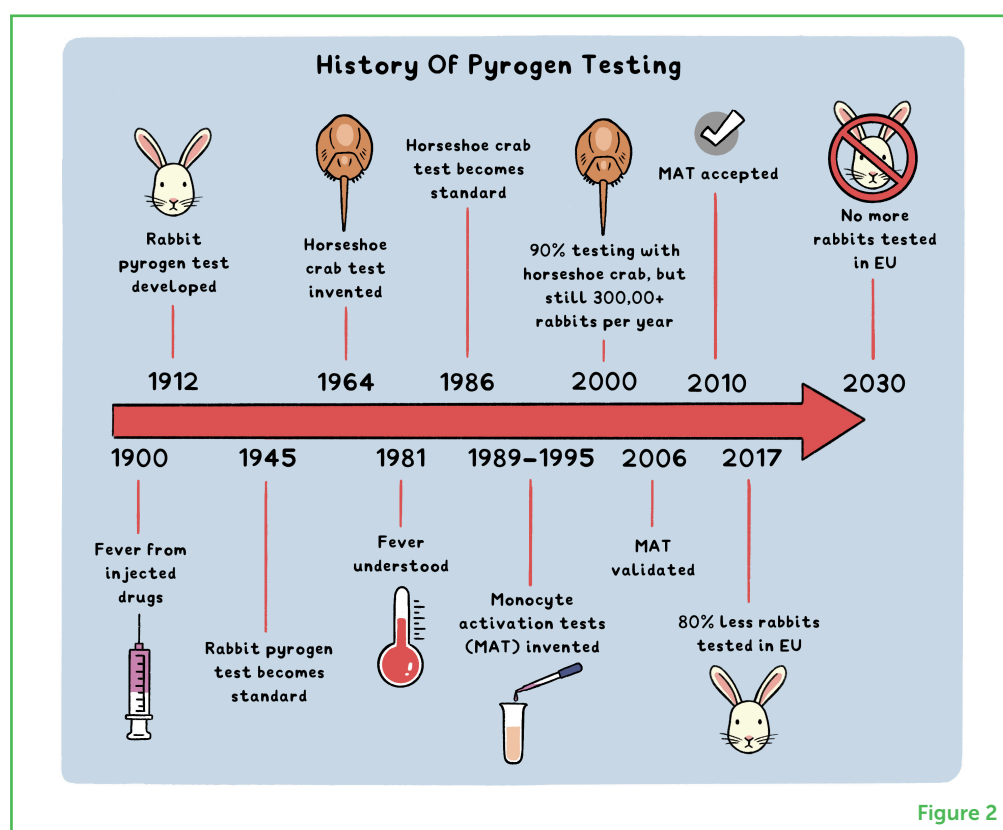 History Of Pyrogen Testing
Rabbit
pyrogen test
developed
Horseshoe
crab test
invented
Horseshoe crab
test becomes
standard
90% testing with
horseshoe crab, but
still 300,00+
rabbits per year
MAT accepted
No more
rabbits tested
in EU
1912
1964
1986
2000
2010
2030
1900
1945
1981
1989-1995
2006
2017
Fever from
injected
drugs
Rabbit pyrogen
test becomes
standard
Fever
understood
Monocyte
activation tests
(MAT) invented
MAT
validated
80% less rabbits
tested in EU
Figure 2